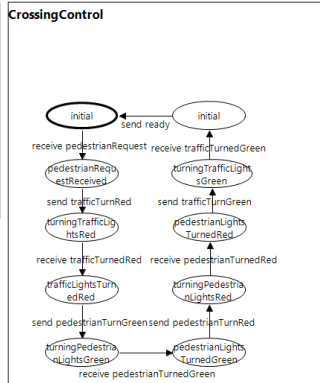 CrossingControl
initial
initial
send ready
receive pedestrianRequest
receive trafficTurnedGreen
pedestrianRequ
estReceived
turningTrafficLight
sGreen
send trafficTurnRed
send trafficTurnGreen
turningTrafficLig
htsRed
pedestrianLights
TurnedRed
receive trafficTurnedRed
receive pedestrianTurnedRed
trafficLightsTurn
edRed
turningPedestria
nLightsRed
send pedestrianTurnGreen
send pedestrianTurnRed
turningPedestria
nLightsGreen
pedestrianLights
TurnedGreen
receive pedestrianTurnedGreen